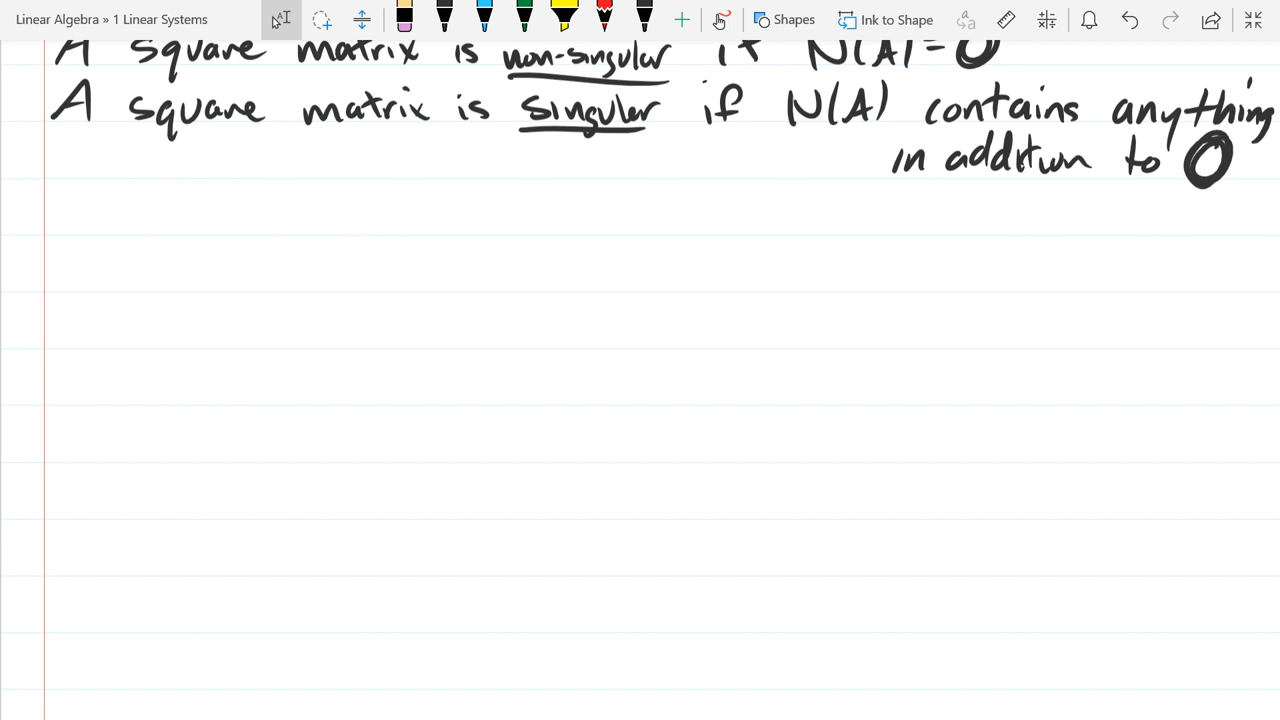 Linear Algebra » 1 Linear Systems
Shapes
Ink to Shape
A square matrix is non-singular if N(A)=0
A square matrix is singular if N(A) contains anything
in addition to 0